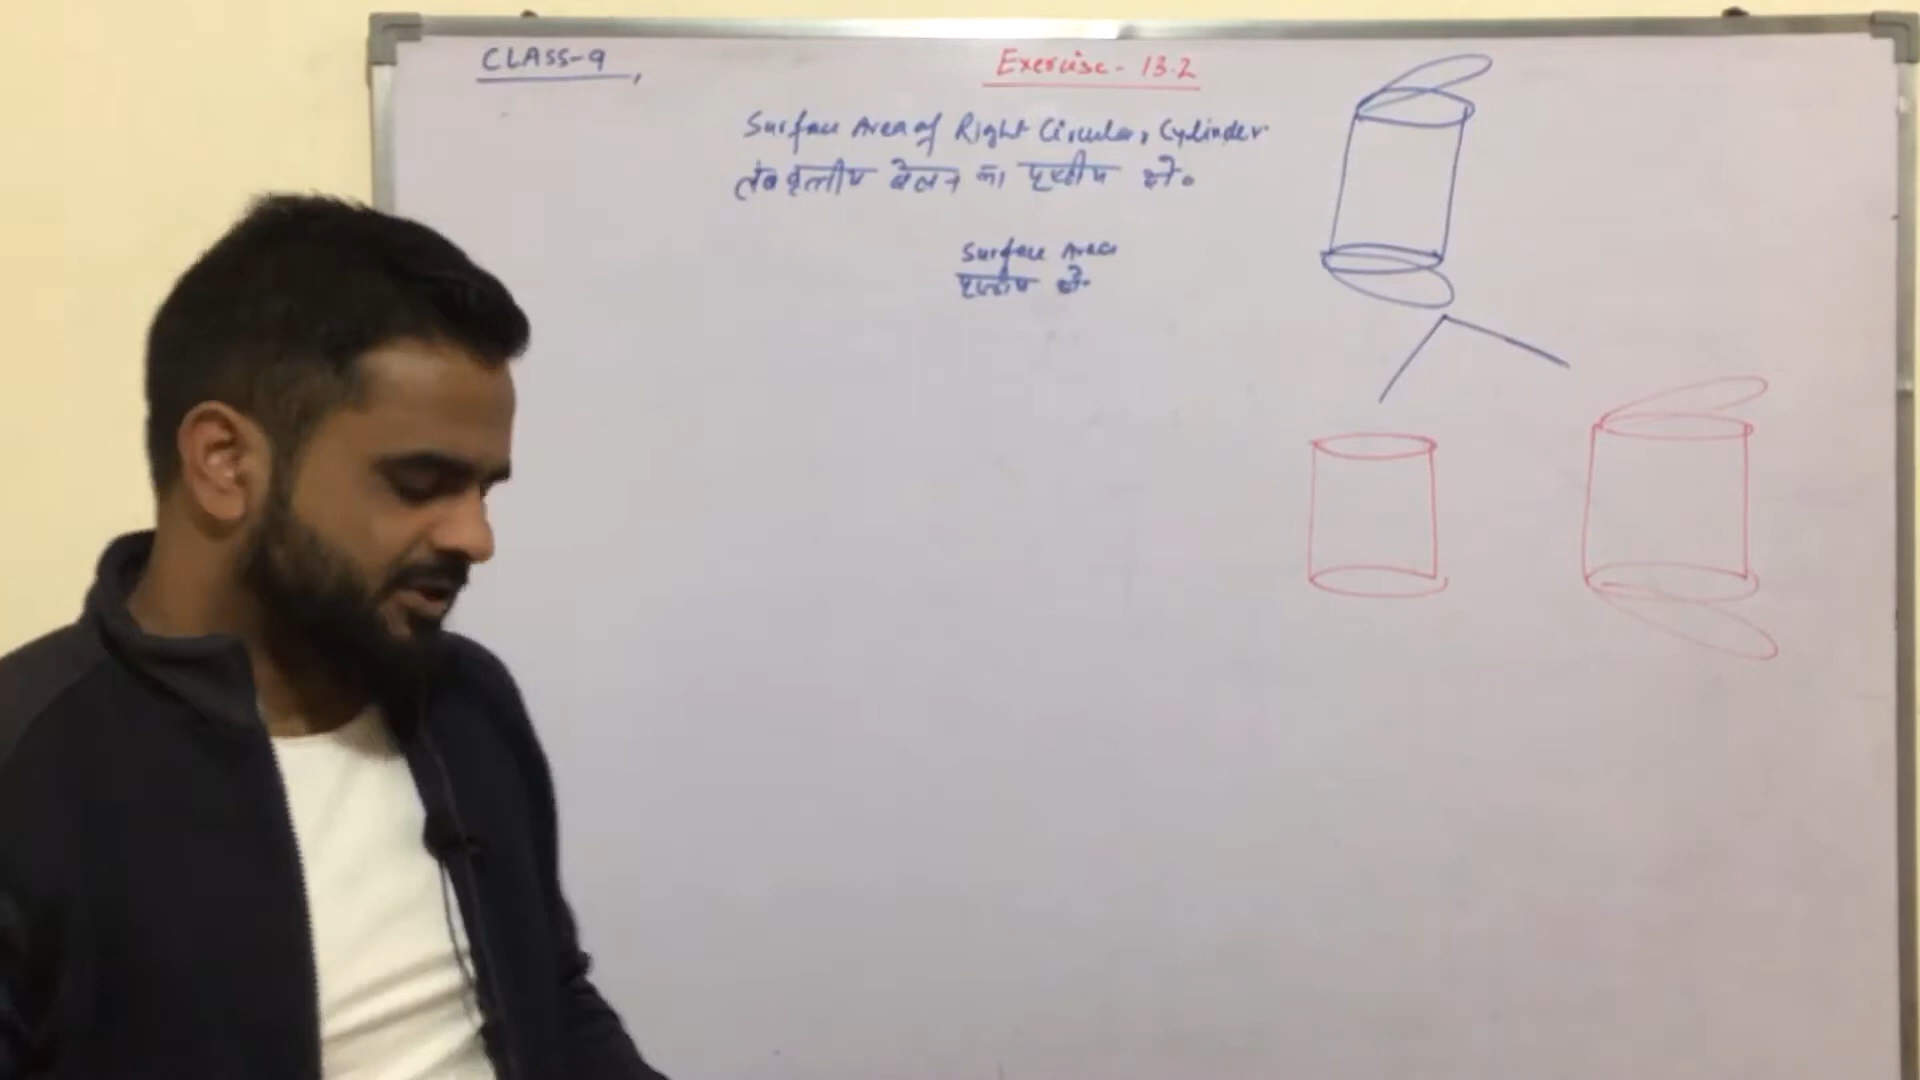 CLASS-9
Exercise - 13.2
Surface Area of Right Circular Cylinder
लंबवृत्तीय बेलन का पृष्ठीय क्षे०
Surface Area
पृष्ठीय क्षे०